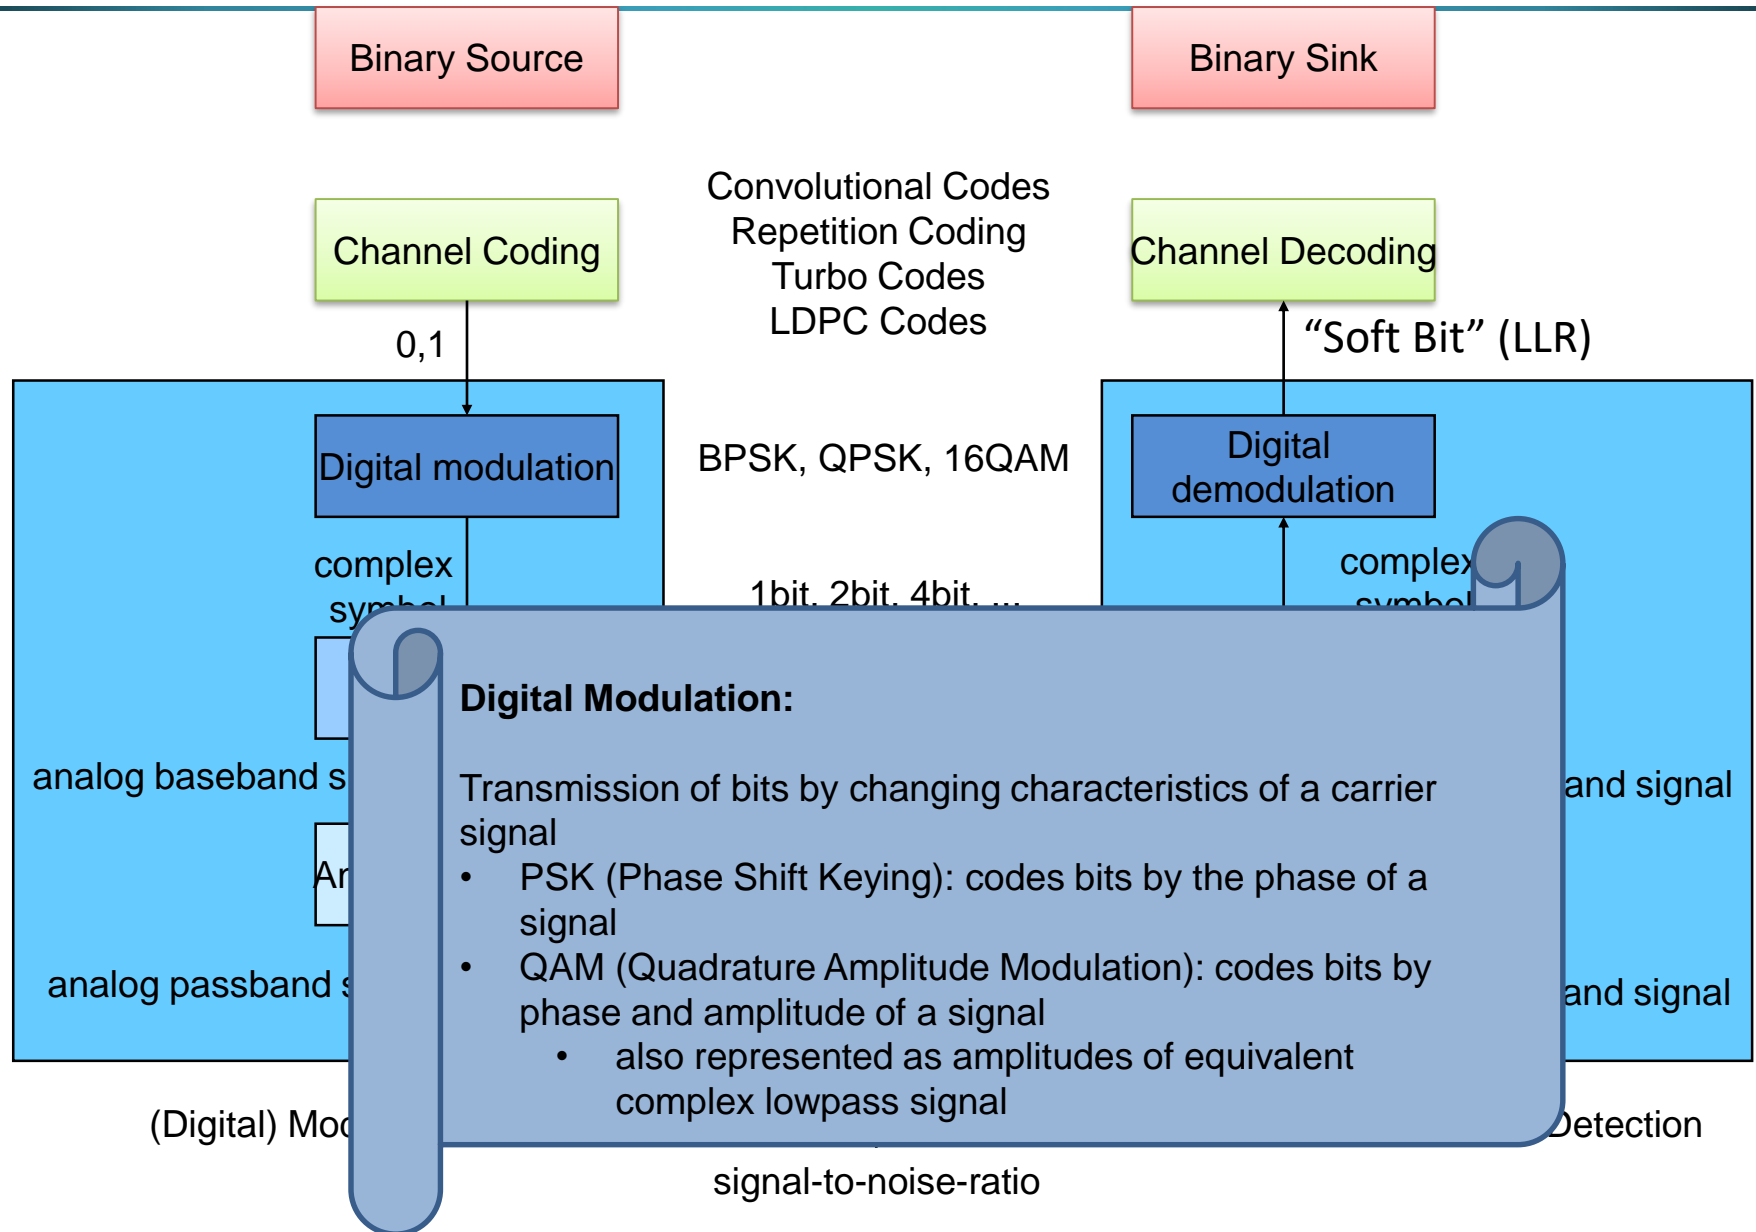 Binary Source
Binary Sink
Convolutional Codes
Repetition Coding
Turbo Codes
LDPC Codes
Channel Coding
Channel Decoding
0,1
“Soft Bit” (LLR)
Digital modulation
BPSK, QPSK, 16QAM
Digital
demodulation
complex
symbol
1bit, 2bit, 4bit, ...
complex
symbol
Digital Modulation:
Transmission of bits by changing characteristics of a carrier
signal
• PSK (Phase Shift Keying): codes bits by the phase of a
signal
• QAM (Quadrature Amplitude Modulation): codes bits by
phase and amplitude of a signal
• also represented as amplitudes of equivalent
complex lowpass signal
analog baseband
and signal
analog passband
and signal
(Digital)
Detection
signal-to-noise-ratio